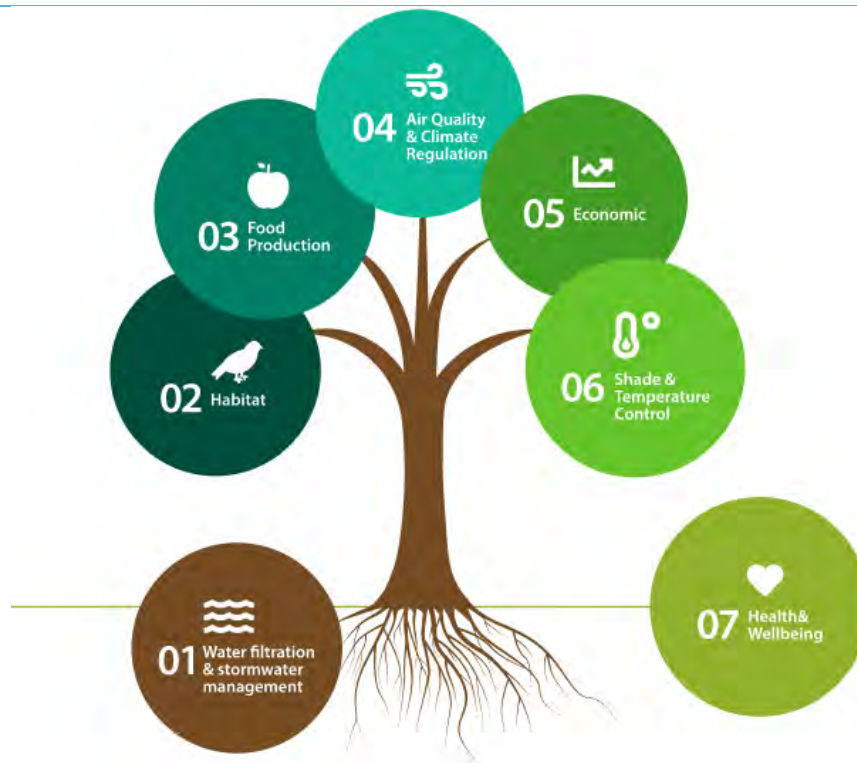 01
Water filtration
& stormwater
management
02
Habitat
03
Food
Production
04
Air Quality
& Climate
Regulation
05
Economic
06
Shade &
Temperature
Control
07
Health&
Wellbeing